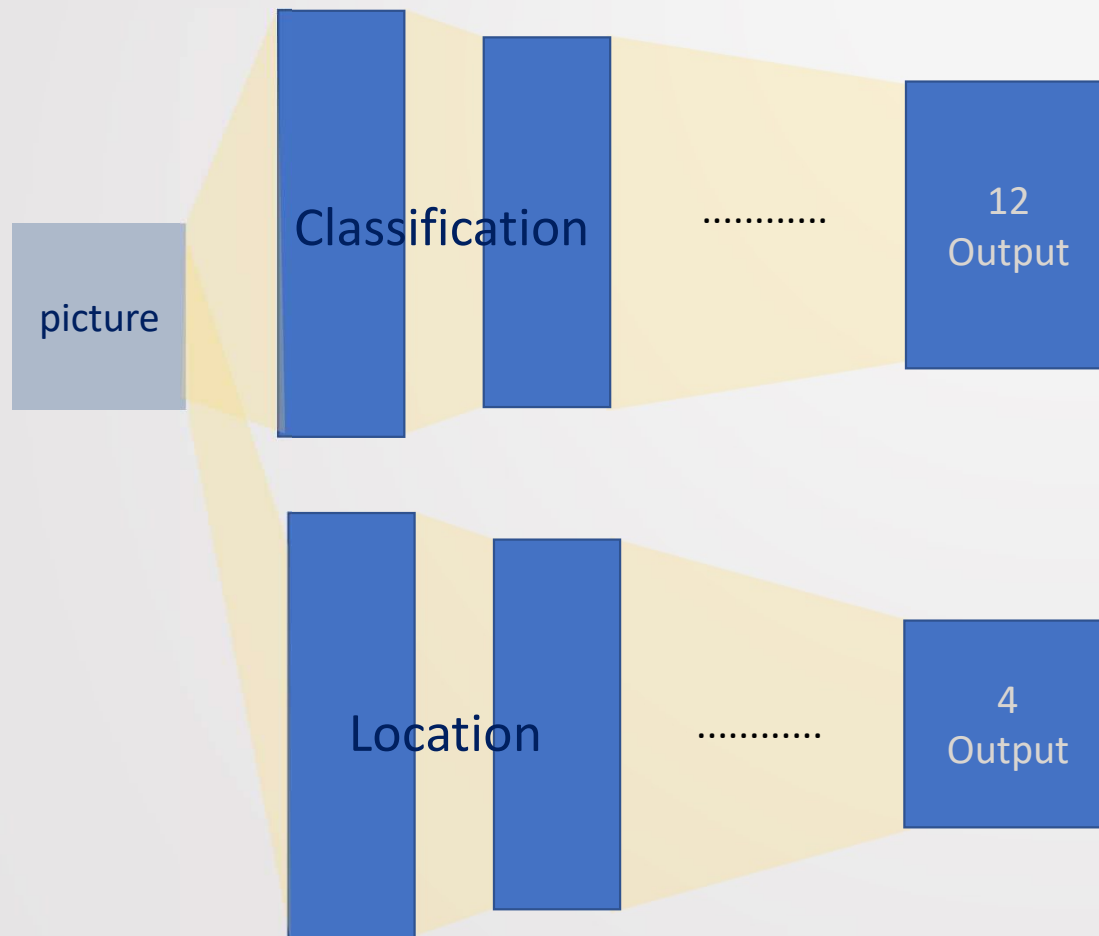 picture
Classification
............
12
Output
Location
............
4
Output